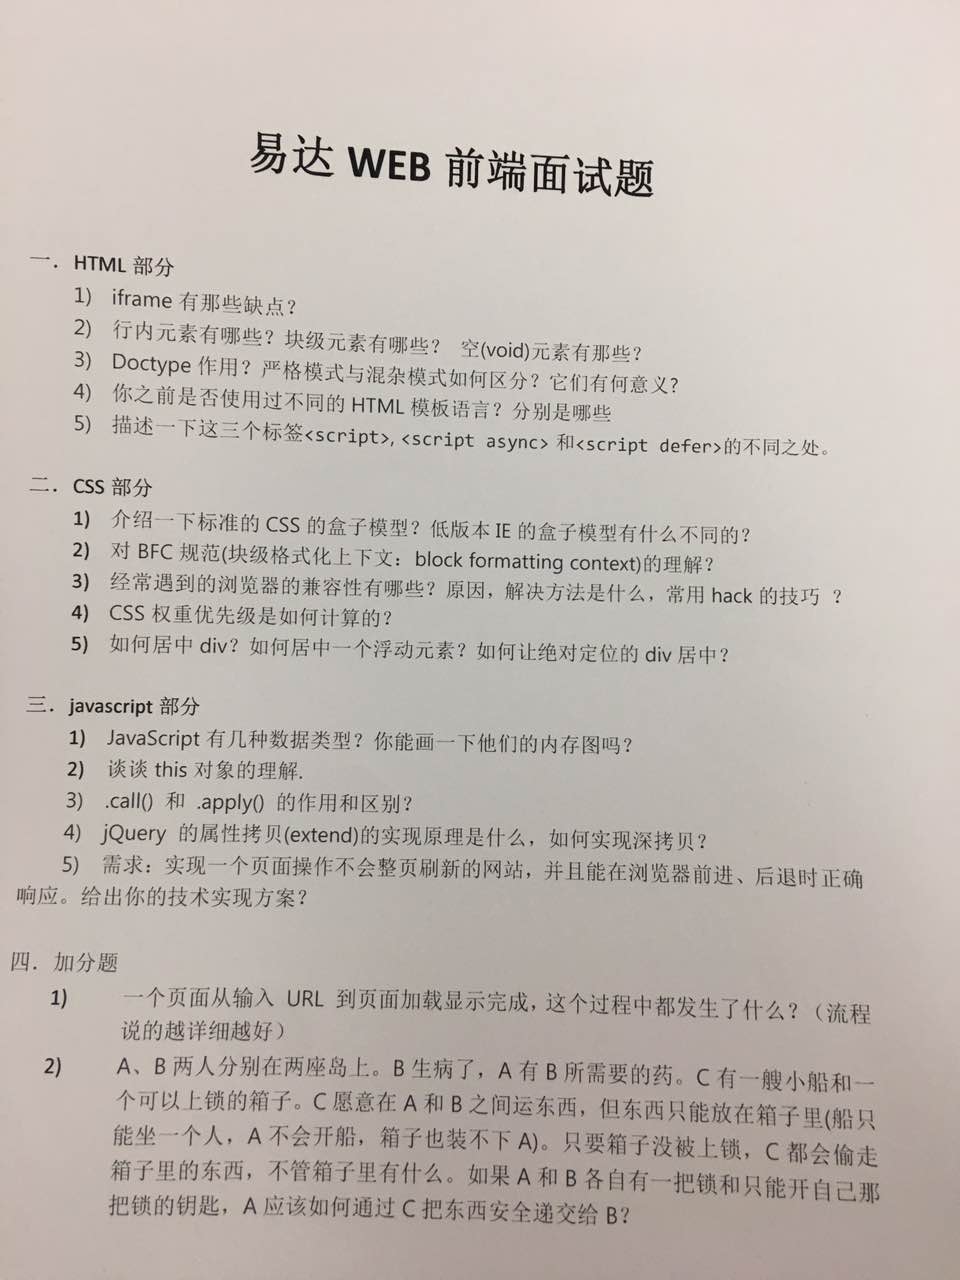 易达 WEB 前端面试题
一．HTML 部分
1) iframe 有那些缺点？
2) 行内元素有哪些？块级元素有哪些？ 空(void)元素有那些？
3) Doctype 作用？严格模式与混杂模式如何区分？它们有何意义?
4) 你之前是否使用过不同的 HTML 模板语言？分别是哪些
5) 描述一下这三个标签<script>, <script async> 和<script defer>的不同之处。
二．CSS 部分
1) 介绍一下标准的 CSS 的盒子模型？低版本 IE 的盒子模型有什么不同的？
2) 对 BFC 规范(块级格式化上下文：block formatting context)的理解？
3) 经常遇到的浏览器的兼容性有哪些？原因，解决方法是什么，常用 hack 的技巧 ？
4) CSS 权重优先级是如何计算的？
5) 如何居中 div？如何居中一个浮动元素？如何让绝对定位的 div 居中？
三．javascript 部分
1) JavaScript 有几种数据类型？你能画一下他们的内存图吗？
2) 谈谈 this 对象的理解.
3) .call() 和 .apply() 的作用和区别？
4) jQuery 的属性拷贝(extend)的实现原理是什么，如何实现深拷贝？
5) 需求：实现一个页面操作不会整页刷新的网站，并且能在浏览器前进、后退时正确
响应。给出你的技术实现方案？
四．加分题
1) 一个页面从输入 URL 到页面加载显示完成，这个过程中都发生了什么？（流程
说的越详细越好）
2) A、B 两人分别在两座岛上。B 生病了，A 有 B 所需要的药。C 有一艘小船和一
个可以上锁的箱子。C 愿意在 A 和 B 之间运东西，但东西只能放在箱子里(船只
能坐一个人，A 不会开船，箱子也装不下 A)。只要箱子没被上锁，C 都会偷走
箱子里的东西，不管箱子里有什么。如果 A 和 B 各自有一把锁和只能开自己那
把锁的钥匙，A 应该如何通过 C 把东西安全递交给 B？